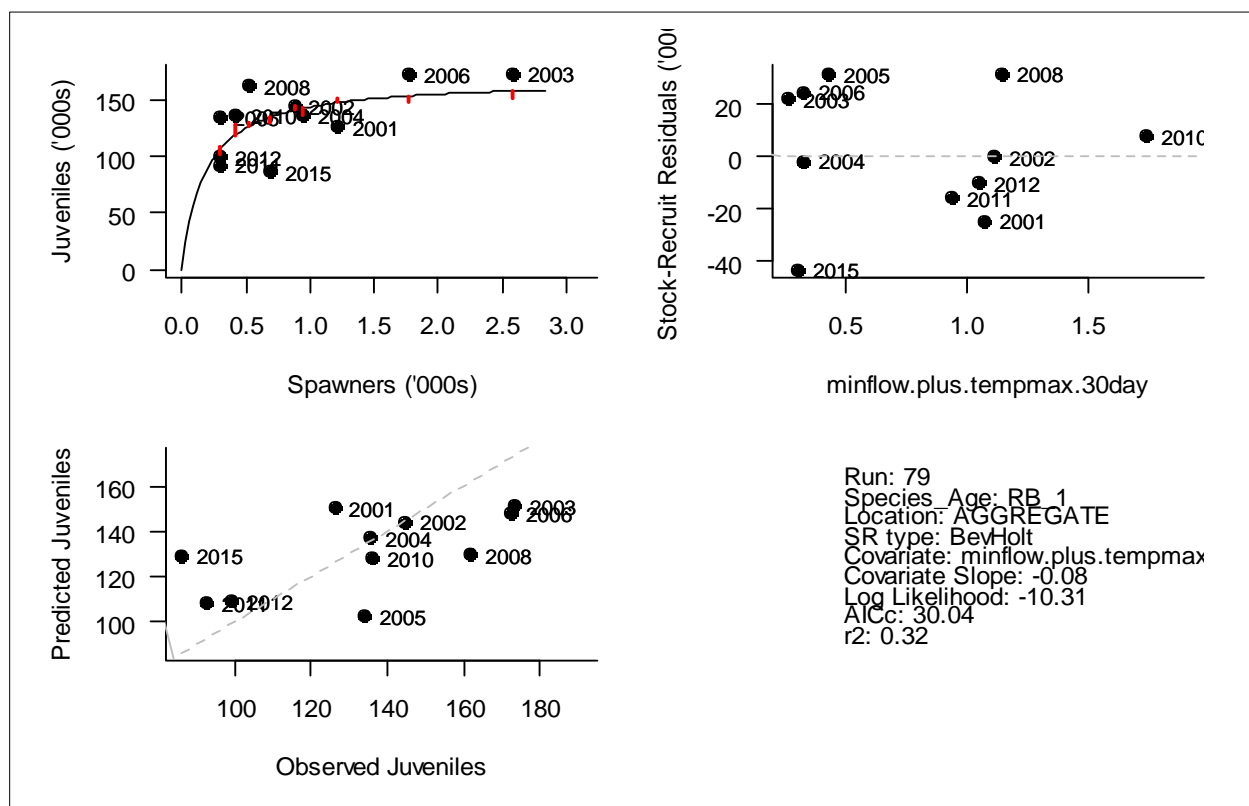 Juveniles ('000s)
150
100
50
0
2008
2006
2003
2002
2010
2004
2001
2012
2015
0.0 0.5 1.0 1.5 2.0 2.5 3.0
Spawners ('000s)
Stock-Recruit Residuals ('00
20
0
-20
-40
2005
2008
2006
2003
2010
2004
2002
2012
2011
2001
2015
0.5 1.0 1.5
minflow.plus.tempmax.30day
Predicted Juveniles
160
140
120
100
2001
2003
2006
2002
2004
2010
2008
2015
2011
2012
2005
100 120 140 160 180
Observed Juveniles
Run: 79
Species_Age: RB_1
Location: AGGREGATE
SR type: BevHolt
Covariate: minflow.plus.tempmax
Covariate Slope: -0.08
Log Likelihood: -10.31
AICc: 30.04
r2: 0.32